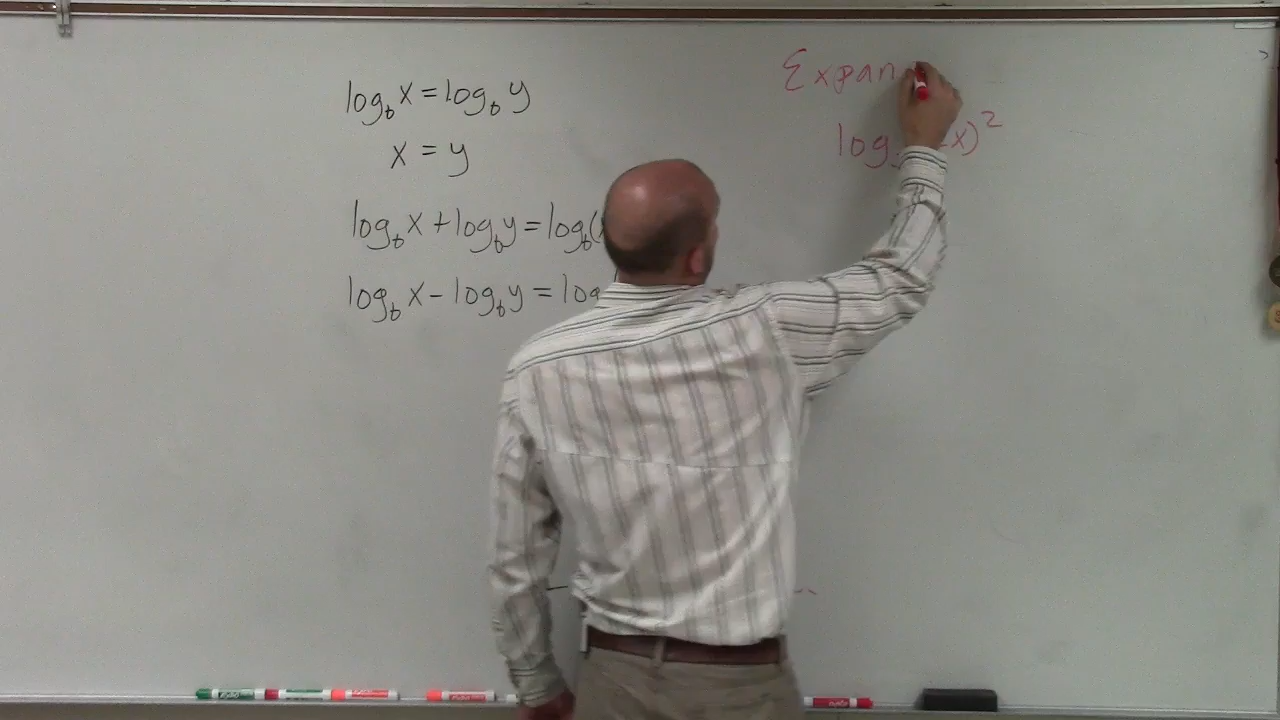 log_b x = log_b y
x = y
log_b x + log_b y = log_b(
log_b x - log_b y = log
Expan
log x)^2